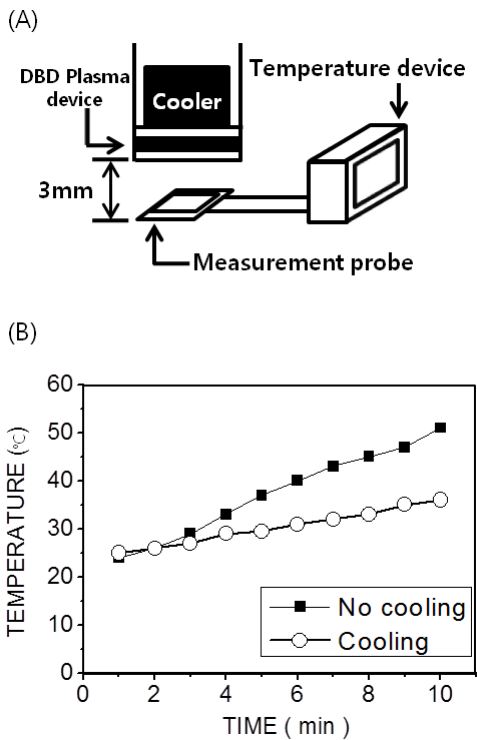 (A)
DBD Plasma
device
Cooler
Temperature device
3mm
Measurement probe
(B)
TEMPERATURE (℃)
60
50
40
30
20
10
0
No cooling
Cooling
0 2 4 6 8 10
TIME ( min )